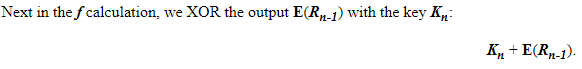 Next in the f calculation, we XOR the output E(Rn-1) with the key Kn:
Kn + E(Rn-1).